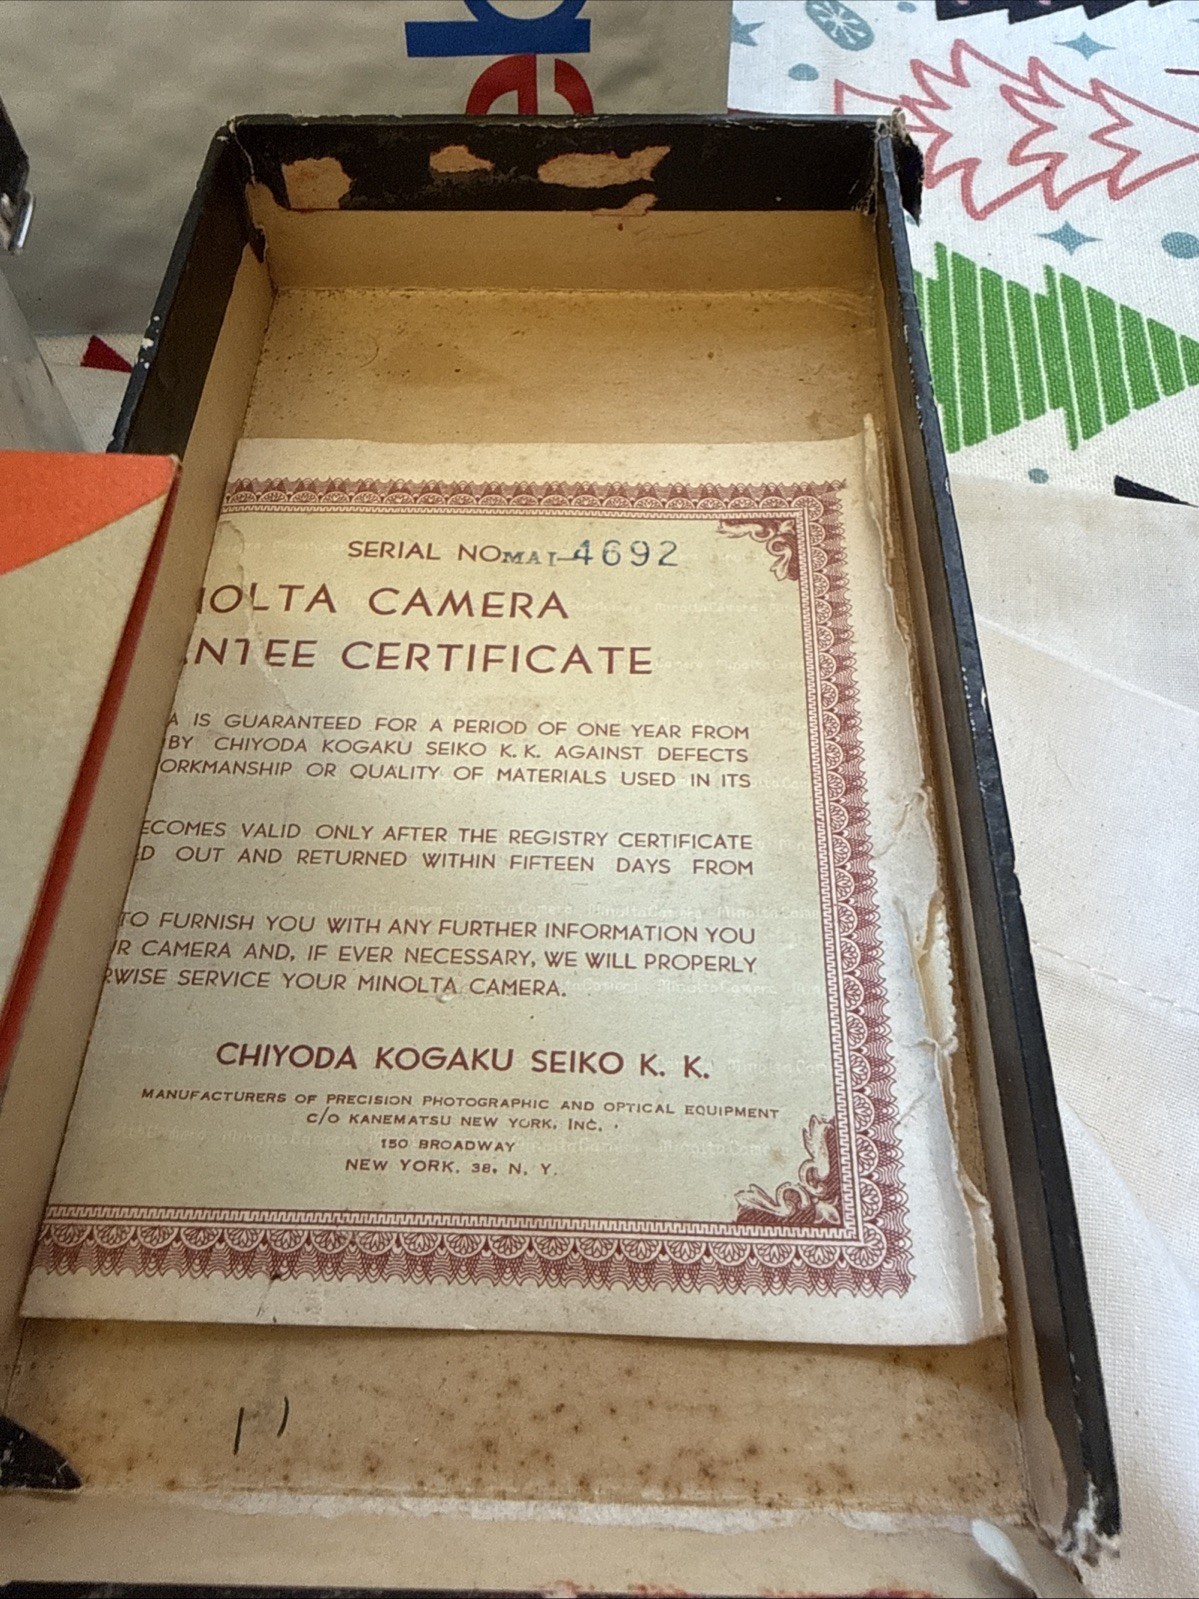 el
SERIAL NO MAI-4692
OLTA CAMERA
NTEE CERTIFICATE
A IS GUARANTEED FOR A PERIOD OF ONE YEAR FROM
BY CHIYODA KOGAKU SEIKO K. K. AGAINST DEFECTS
ORKMANSHIP OR QUALITY OF MATERIALS USED IN ITS
ECOMES VALID ONLY AFTER THE REGISTRY CERTIFICATE
D OUT AND RETURNED WITHIN FIFTEEN DAYS FROM
TO FURNISH YOU WITH ANY FURTHER INFORMATION YOU
R CAMERA AND, IF EVER NECESSARY, WE WILL PROPERLY
RWISE SERVICE YOUR MINOLTA CAMERA.
CHIYODA KOGAKU SEIKO K. K.
MANUFACTURERS OF PRECISION PHOTOGRAPHIC AND OPTICAL EQUIPMENT
C/O KANEMATSU NEW YORK, INC.
150 BROADWAY
NEW YORK, 38, N. Y.